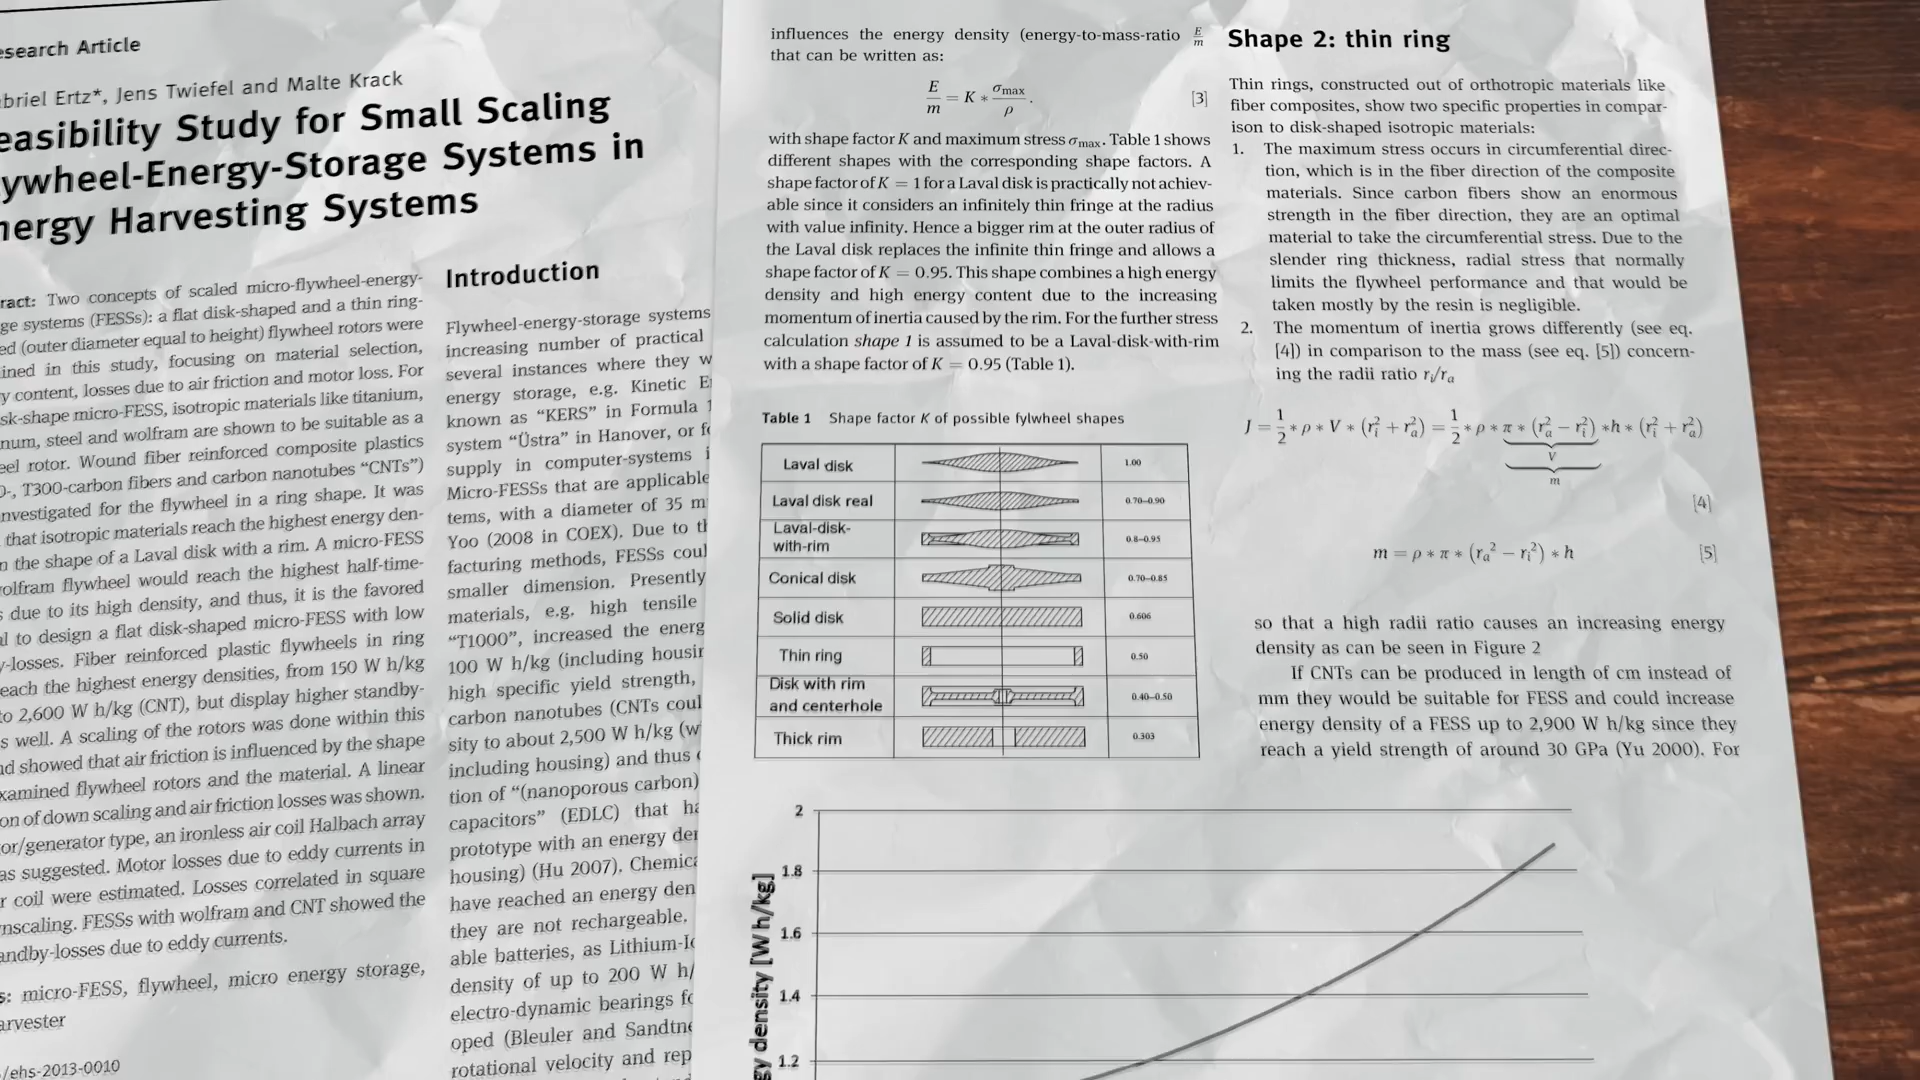 esearch Article
briel Ertz*, Jens Twiefel and Malte Krack
easibility Study for Small Scaling
ywheel-Energy-Storage Systems in
nergy Harvesting Systems
ract: Two concepts of scaled micro-flywheel-energy-
ge systems (FESSs): a flat disk-shaped and a thin ring-
ed (outer diameter equal to height) flywheel rotors were
ined in this study, focusing on material selection,
y content, losses due to air friction and motor loss. For
sk-shape micro-FESS, isotropic materials like titanium,
num, steel and wolfram are shown to be suitable as a
eel rotor. Wound fiber reinforced composite plastics
0-, T300-carbon fibers and carbon nanotubes “CNTs”)
nvestigated for the flywheel in a ring shape. It was
that isotropic materials reach the highest energy den-
n the shape of a Laval disk with a rim. A micro-FESS
olfram flywheel would reach the highest half-time-
s due to its high density, and thus, it is the favored
al to design a flat disk-shaped micro-FESS with low
y-losses. Fiber reinforced plastic flywheels in ring
each the highest energy densities, from 150 W h/kg
to 2,600 W h/kg (CNT), but display higher standby-
s well. A scaling of the rotors was done within this
nd showed that air friction is influenced by the shape
xamined flywheel rotors and the material. A linear
on of down scaling and air friction losses was shown.
or/generator type, an ironless air coil Halbach array
as suggested. Motor losses due to eddy currents in
r coil were estimated. Losses correlated in square
nscaling. FESSs with wolfram and CNT showed the
andby-losses due to eddy currents.
s: micro-FESS, flywheel, micro energy storage,
arvester
/ehs-2013-0010
Introduction
Flywheel-energy-storage systems
increasing number of practical
several instances where they w
energy storage, e.g. Kinetic E
known as “KERS” in Formula 1
system “Üstra” in Hanover, or f
supply in computer-systems i
Micro-FESSs that are applicable
tems, with a diameter of 35 m
Yoo (2008 in COEX). Due to th
facturing methods, FESSs coul
smaller dimension. Presently
materials, e.g. high tensile
“T1000”, increased the energ
100 W h/kg (including housin
high specific yield strength,
carbon nanotubes (CNTs coul
sity to about 2,500 W h/kg (w
including housing) and thus
tion of “(nanoporous carbon)
capacitors” (EDLC) that ha
prototype with an energy de
housing) (Hu 2007). Chemica
have reached an energy den
they are not rechargeable.
able batteries, as Lithium-Io
density of up to 200 W h/
electro-dynamic bearings fo
oped (Bleuler and Sandtne
rotational velocity and rep
influences the energy density (energy-to-mass-ratio E/m
that can be written as:
E/m = K * σmax/ρ. [3]
with shape factor K and maximum stress σmax. Table 1 shows
different shapes with the corresponding shape factors. A
shape factor of K = 1 for a Laval disk is practically not achiev-
able since it considers an infinitely thin fringe at the radius
with value infinity. Hence a bigger rim at the outer radius of
the Laval disk replaces the infinite thin fringe and allows a
shape factor of K = 0.95. This shape combines a high energy
density and high energy content due to the increasing
momentum of inertia caused by the rim. For the further stress
calculation shape 1 is assumed to be a Laval-disk-with-rim
with a shape factor of K = 0.95 (Table 1).
Table 1 Shape factor K of possible fylwheel shapes
Laval disk 1.00
Laval disk real 0.70–0.90
Laval-disk-
with-rim 0.8–0.95
Conical disk 0.70–0.85
Solid disk 0.606
Thin ring 0.50
Disk with rim
and centerhole 0.40–0.50
Thick rim 0.303
Shape 2: thin ring
Thin rings, constructed out of orthotropic materials like
fiber composites, show two specific properties in compar-
ison to disk-shaped isotropic materials:
1. The maximum stress occurs in circumferential direc-
tion, which is in the fiber direction of the composite
materials. Since carbon fibers show an enormous
strength in the fiber direction, they are an optimal
material to take the circumferential stress. Due to the
slender ring thickness, radial stress that normally
limits the flywheel performance and that would be
taken mostly by the resin is negligible.
2. The momentum of inertia grows differently (see eq.
[4]) in comparison to the mass (see eq. [5]) concern-
ing the radii ratio ri/ra
J = 1/2 * ρ * V * (ri² + ra²) = 1/2 * ρ * π * (ra² − ri²) * h * (ri² + ra²)
V
m
[4]
m = ρ * π * (ra² − ri²) * h [5]
so that a high radii ratio causes an increasing energy
density as can be seen in Figure 2
If CNTs can be produced in length of cm instead of
mm they would be suitable for FESS and could increase
energy density of a FESS up to 2,900 W h/kg since they
reach a yield strength of around 30 GPa (Yu 2000). For
2
1.8
1.6
1.4
1.2
gy density [W h/kg]